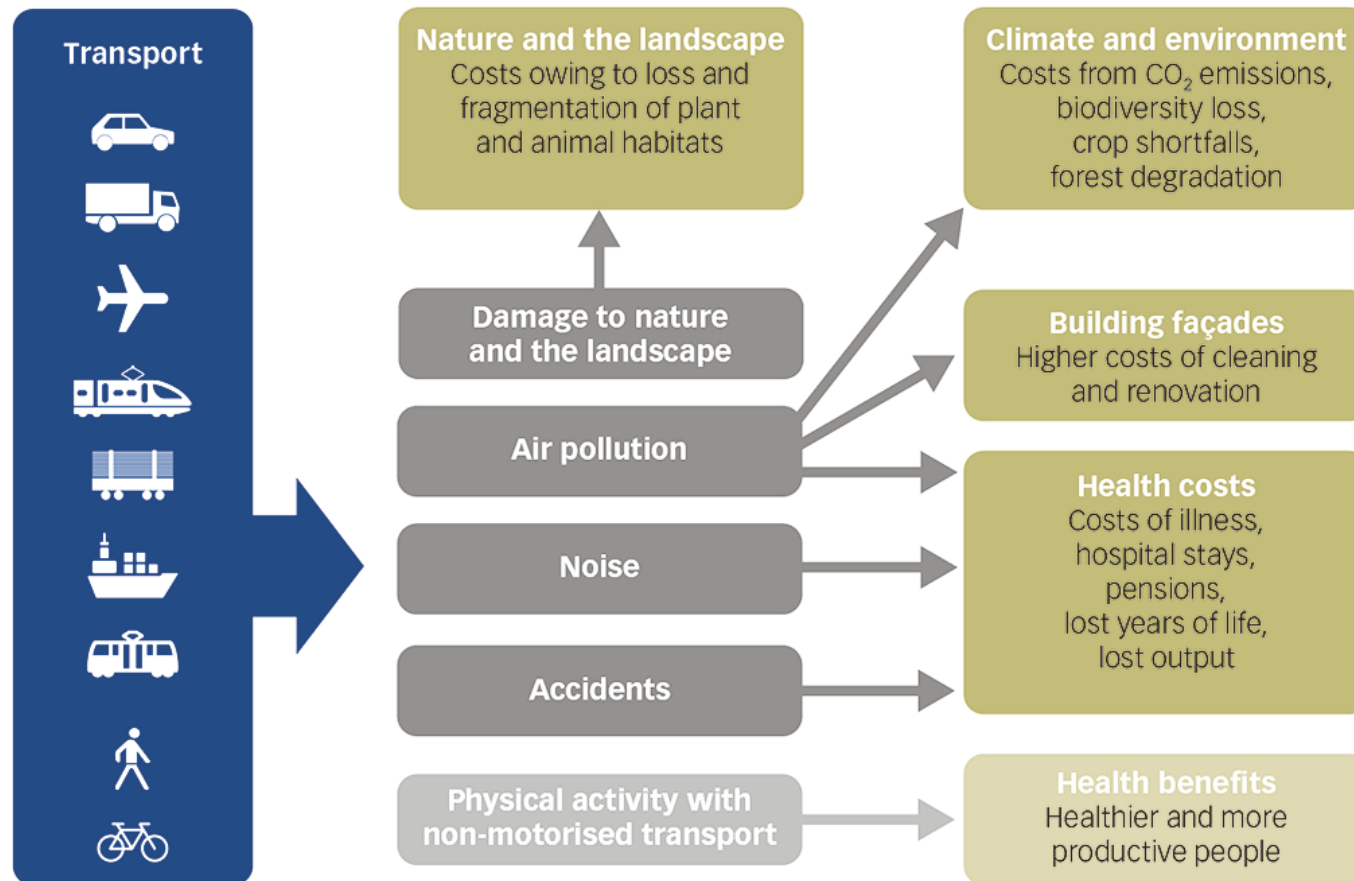 Transport
Nature and the landscape
Costs owing to loss and
fragmentation of plant
and animal habitats
Climate and environment
Costs from CO₂ emissions,
biodiversity loss,
crop shortfalls,
forest degradation
Damage to nature
and the landscape
Building façades
Higher costs of cleaning
and renovation
Air pollution
Noise
Accidents
Health costs
Costs of illness,
hospital stays,
pensions,
lost years of life,
lost output
Physical activity with
non-motorised transport
Health benefits
Healthier and more
productive people